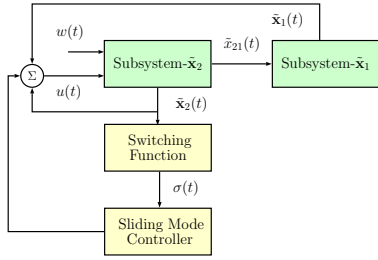 x̃₁(t)
w(t)
Subsystem-x̃₂
x̃₂₁(t)
Subsystem-x̃₁
Σ
u(t)
x̃₂(t)
Switching
Function
σ(t)
Sliding Mode
Controller